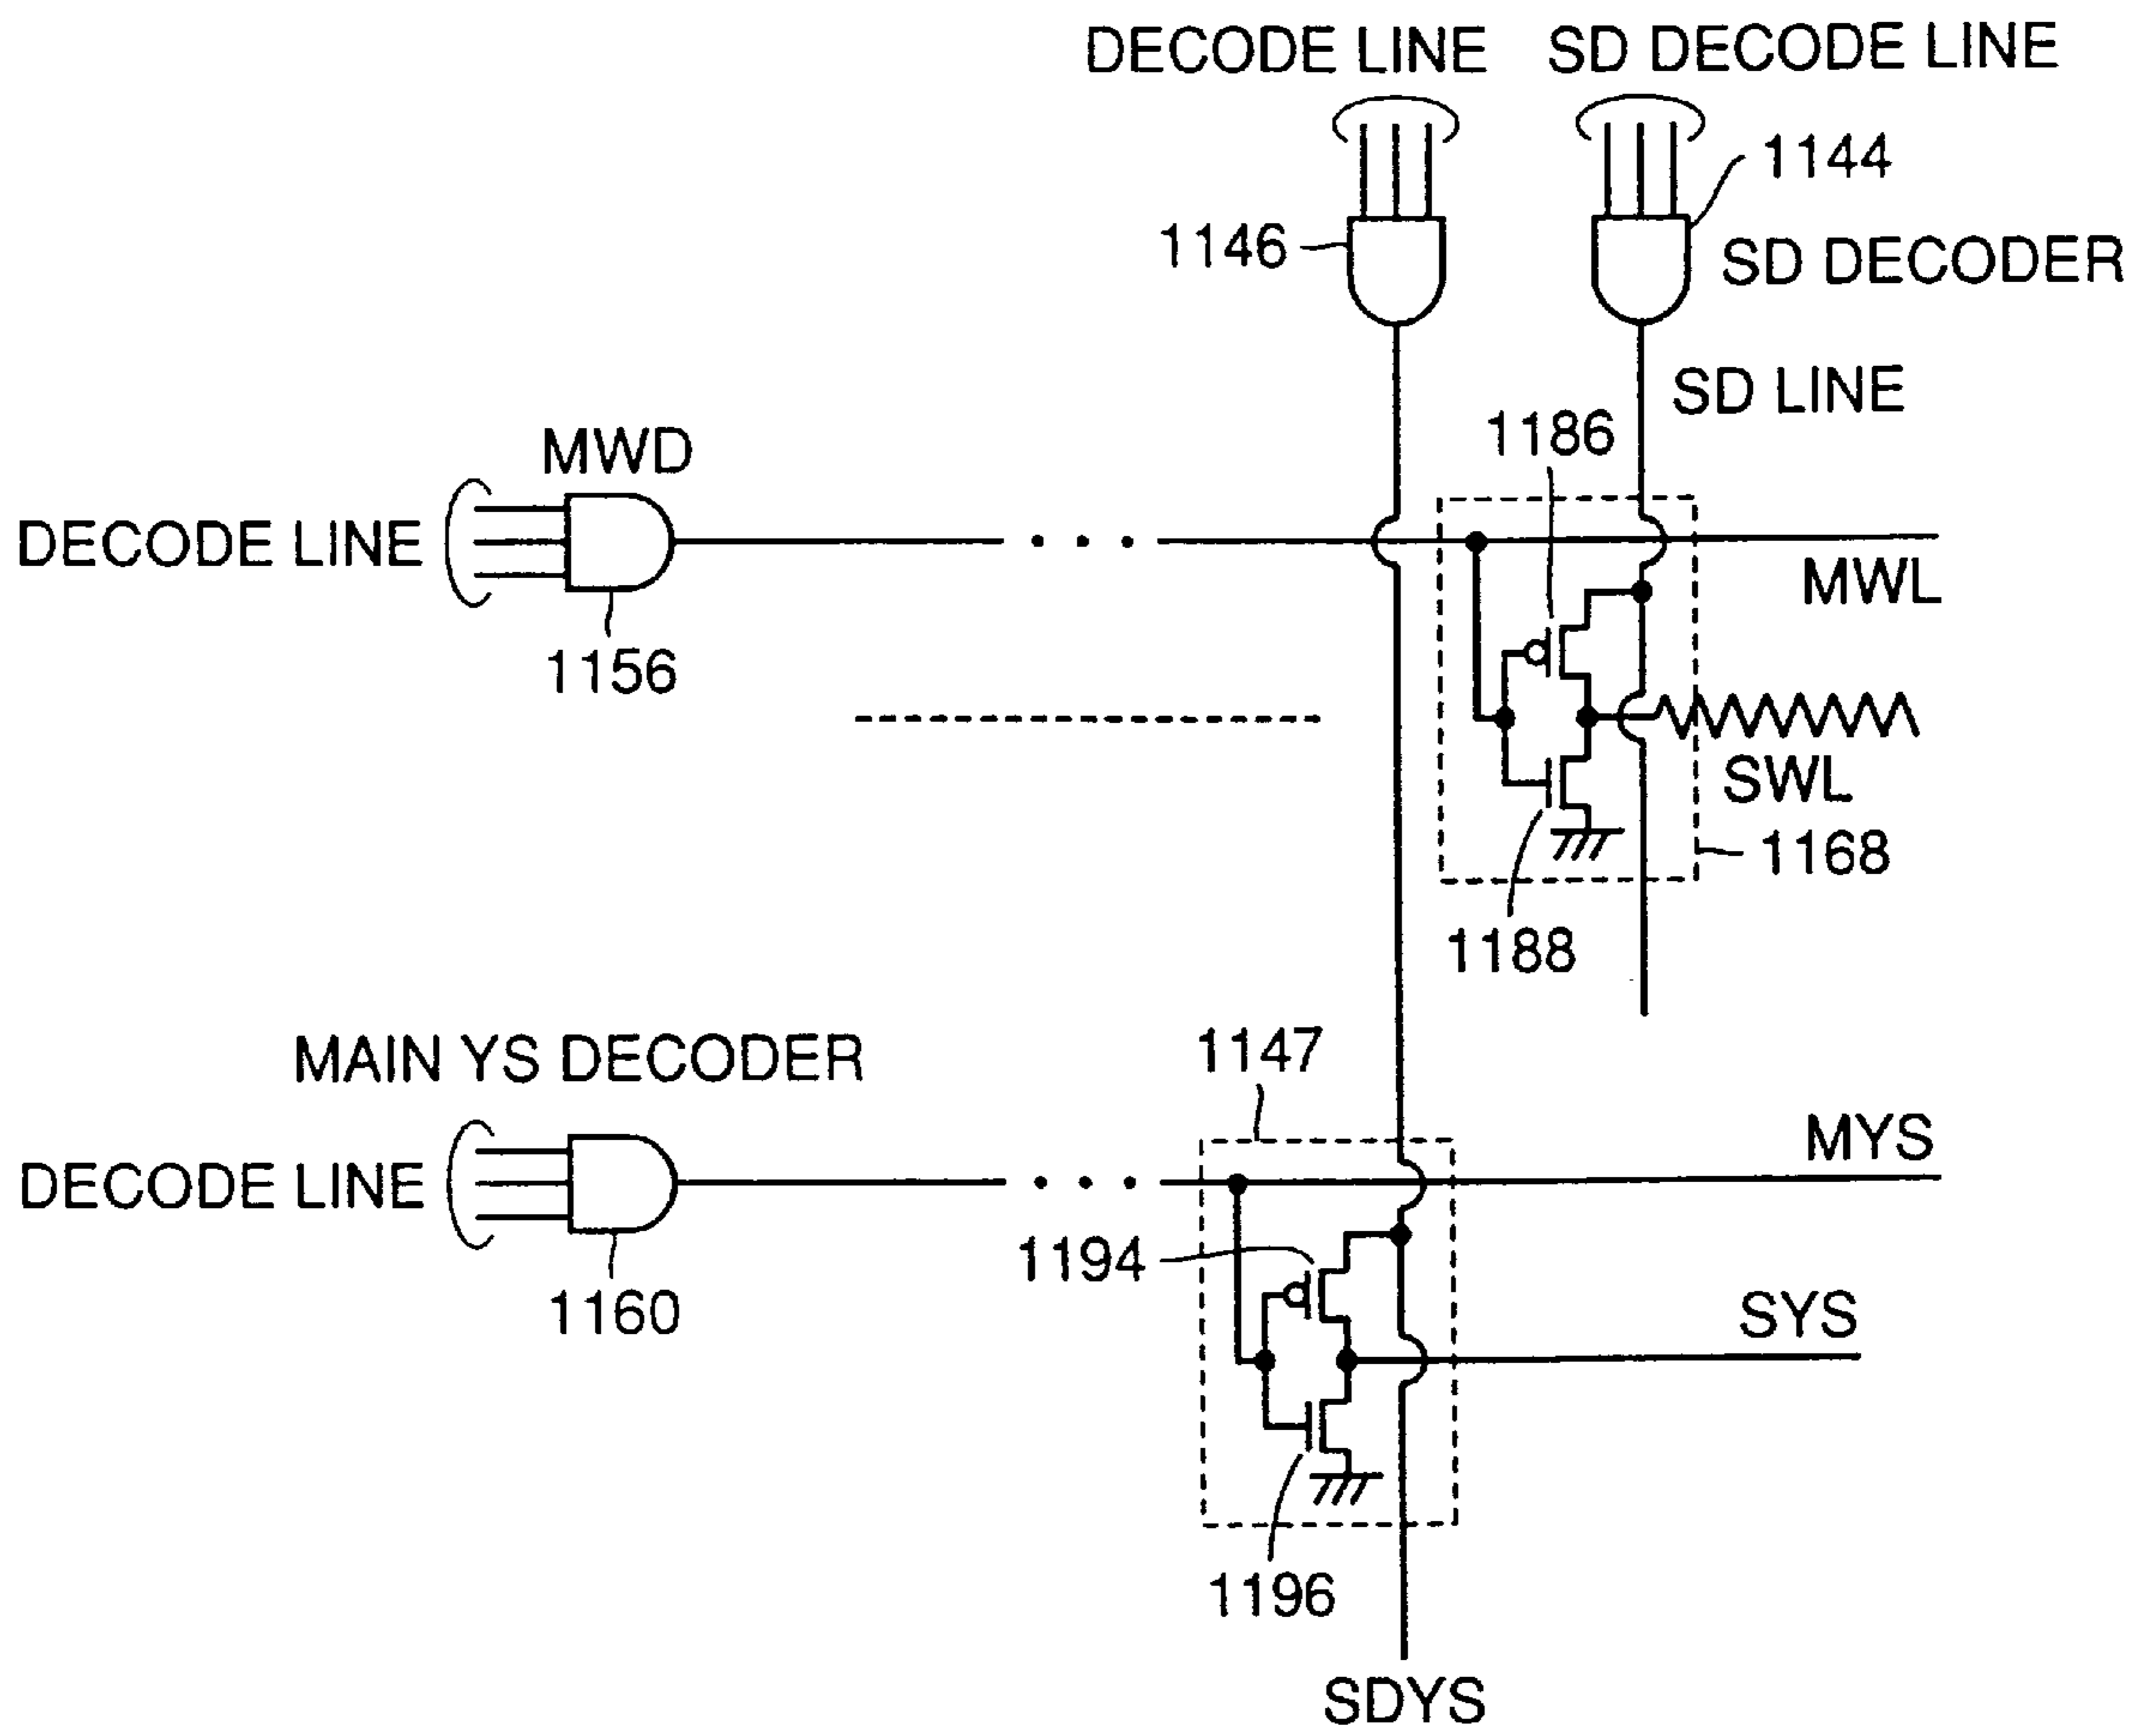 DECODE LINE
SD DECODE LINE
1144
1146
SD DECODER
SD LINE
1186
MWD
DECODE LINE
MWL
1156
SWL
1168
1188
1147
MAIN YS DECODER
MYS
DECODE LINE
1194
SYS
1160
1196
SDYS